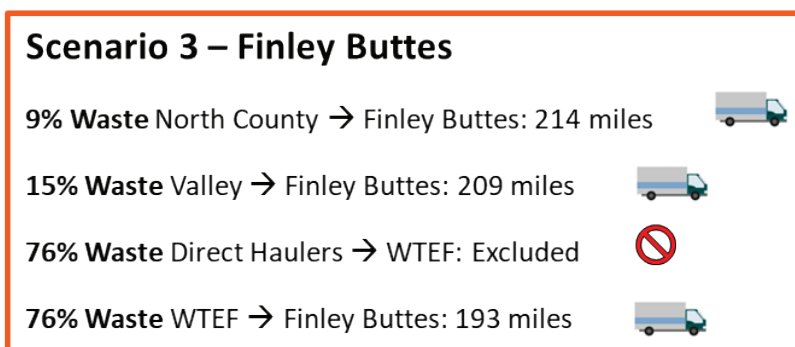 Scenario 3 – Finley Buttes
9% Waste North County → Finley Buttes: 214 miles
15% Waste Valley → Finley Buttes: 209 miles
76% Waste Direct Haulers → WTEF: Excluded
76% Waste WTEF → Finley Buttes: 193 miles